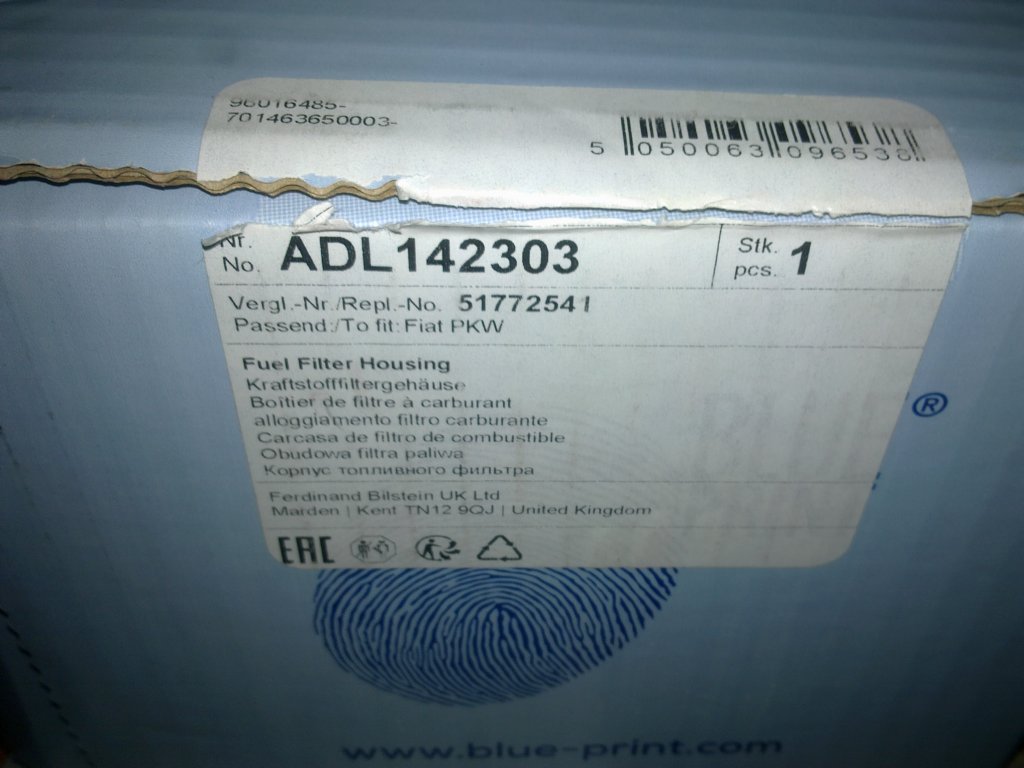 96016485-
701463650003-
5 050063 096538
Nr.
No. ADL142303
Stk.
pcs. 1
Vergl.-Nr./Repl.-No. 51772541
Passend:/To fit: Fiat PKW
Fuel Filter Housing
Kraftstofffiltergehäuse
Boîtier de filtre à carburant
alloggiamento filtro carburante
Carcasa de filtro de combustible
Obudowa filtra paliwa
Корпус топливного фильтра
Ferdinand Bilstein UK Ltd
Marden | Kent TN12 9QJ | United Kingdom
EAC
®
www.blue-print.com